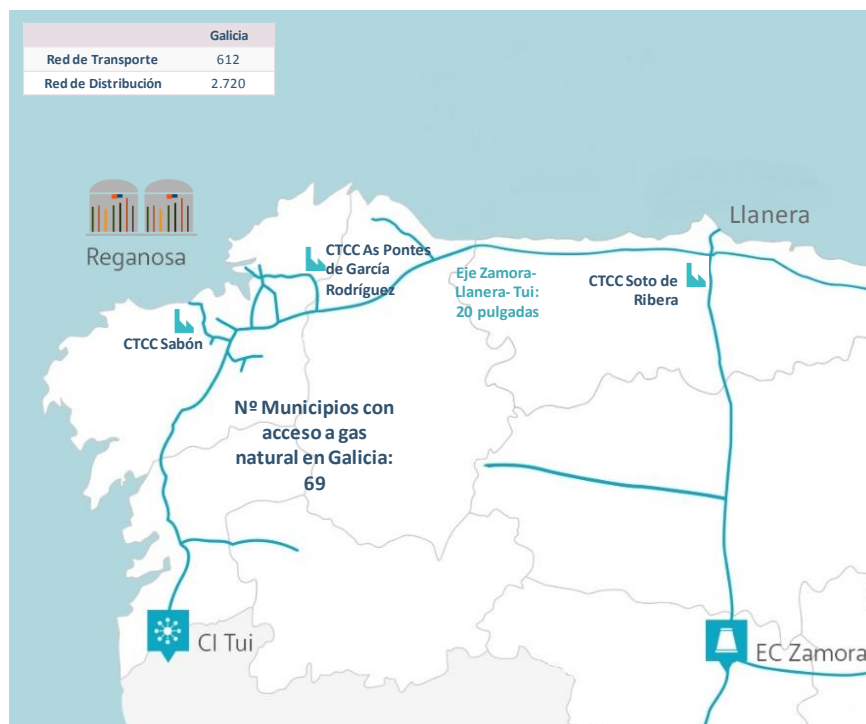 Galicia
Red de Transporte 612
Red de Distribución 2.720
Llanera
Reganosa
CTCC As Pontes
de García
Rodríguez
Eje Zamora-
Llanera- Tui:
20 pulgadas
CTCC Soto de
Ribera
CTCC Sabón
Nº Municipios con
acceso a gas
natural en Galicia:
69
CI Tui
EC Zamora